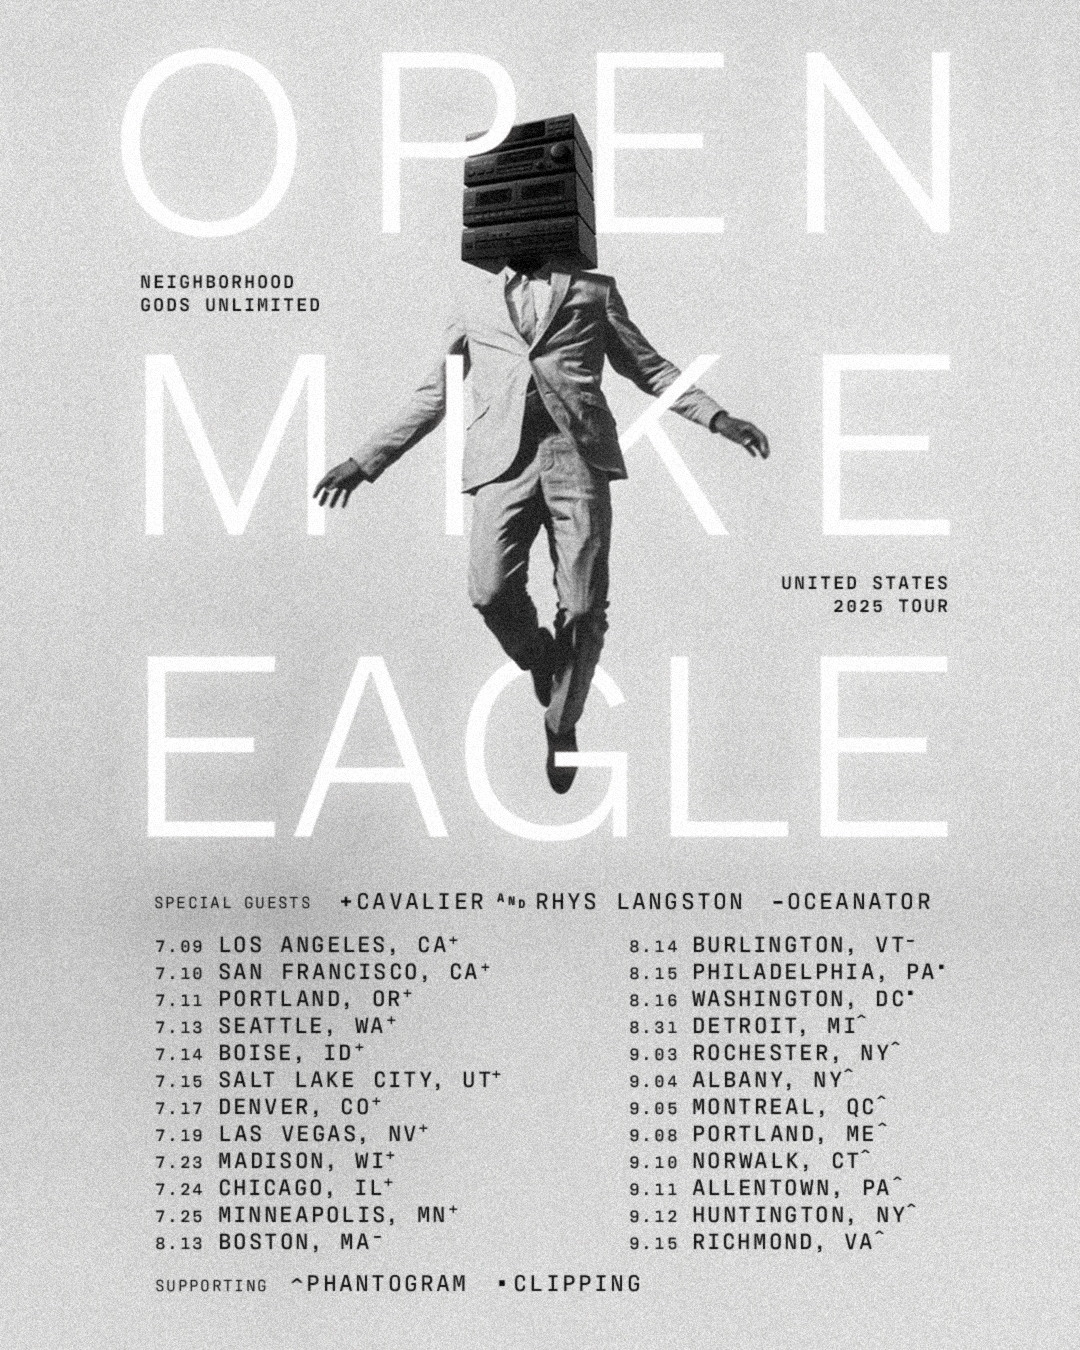 OPEN
NEIGHBORHOOD
GODS UNLIMITED
MIKE
UNITED STATES
2025 TOUR
EAGLE
SPECIAL GUESTS +CAVALIER AND RHYS LANGSTON -OCEANATOR
7.09 LOS ANGELES, CA+
7.10 SAN FRANCISCO, CA+
7.11 PORTLAND, OR+
7.13 SEATTLE, WA+
7.14 BOISE, ID+
7.15 SALT LAKE CITY, UT+
7.17 DENVER, CO+
7.19 LAS VEGAS, NV+
7.23 MADISON, WI+
7.24 CHICAGO, IL+
7.25 MINNEAPOLIS, MN+
8.13 BOSTON, MA-
8.14 BURLINGTON, VT-
8.15 PHILADELPHIA, PA▪
8.16 WASHINGTON, DC▪
8.31 DETROIT, MI^
9.03 ROCHESTER, NY^
9.04 ALBANY, NY^
9.05 MONTREAL, QC^
9.08 PORTLAND, ME^
9.10 NORWALK, CT^
9.11 ALLENTOWN, PA^
9.12 HUNTINGTON, NY^
9.15 RICHMOND, VA^
SUPPORTING ^PHANTOGRAM ▪CLIPPING